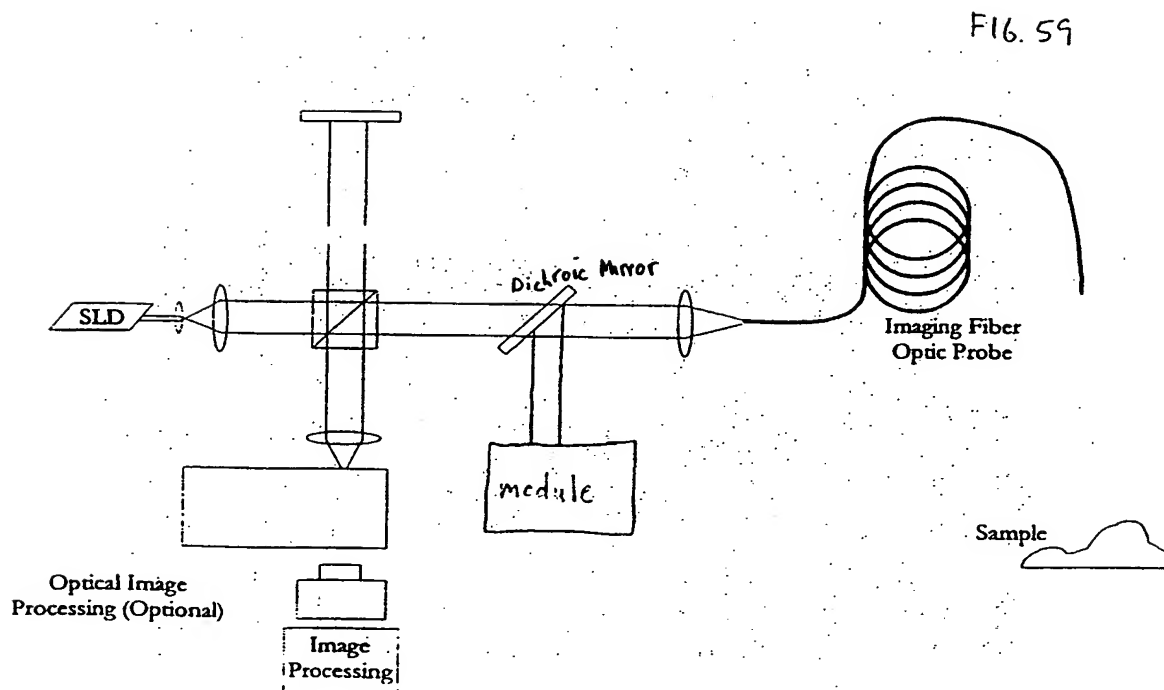 FIG. 59
Dichroic Mirror
SLD
Imaging Fiber
Optic Probe
module
Sample
Optical Image
Processing (Optional)
Image
Processing